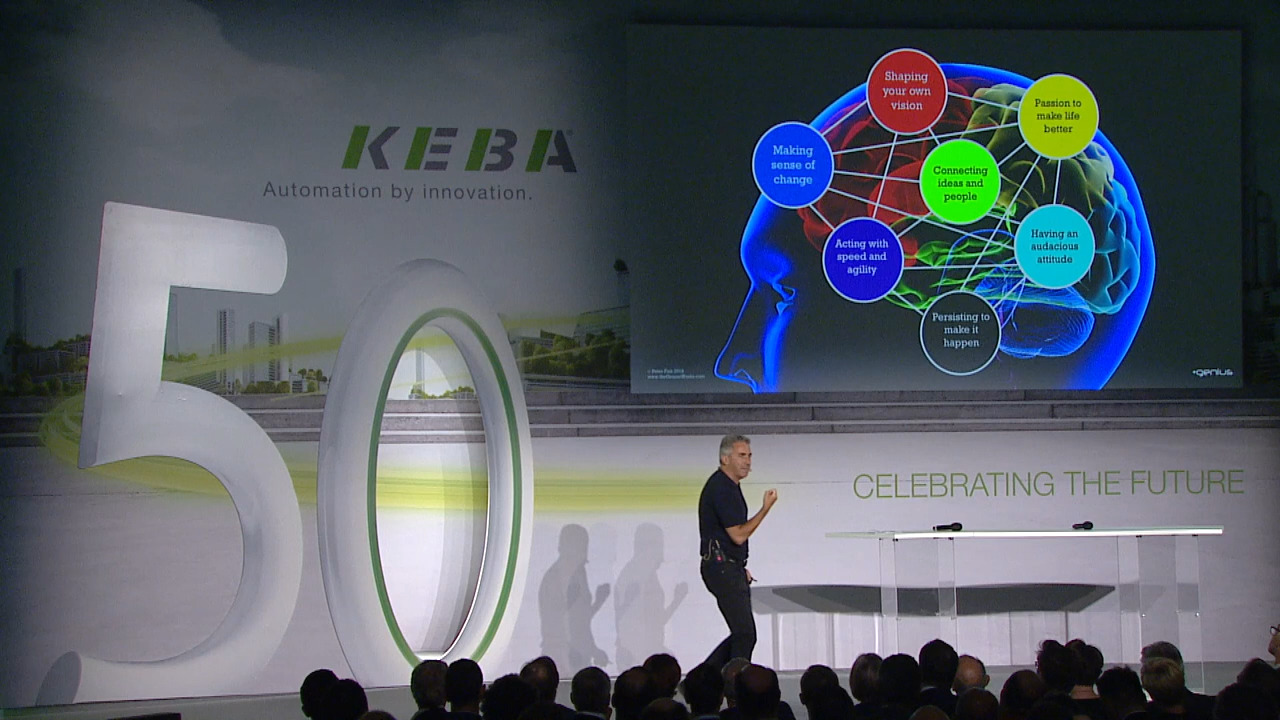 KEBA
Automation by innovation.
50
Shaping
your own
vision
Passion to
make life
better
Making
sense of
change
Connecting
ideas and
people
Acting with
speed and
agility
Having an
audacious
attitude
Persisting to
make it
happen
+genius
CELEBRATING THE FUTURE